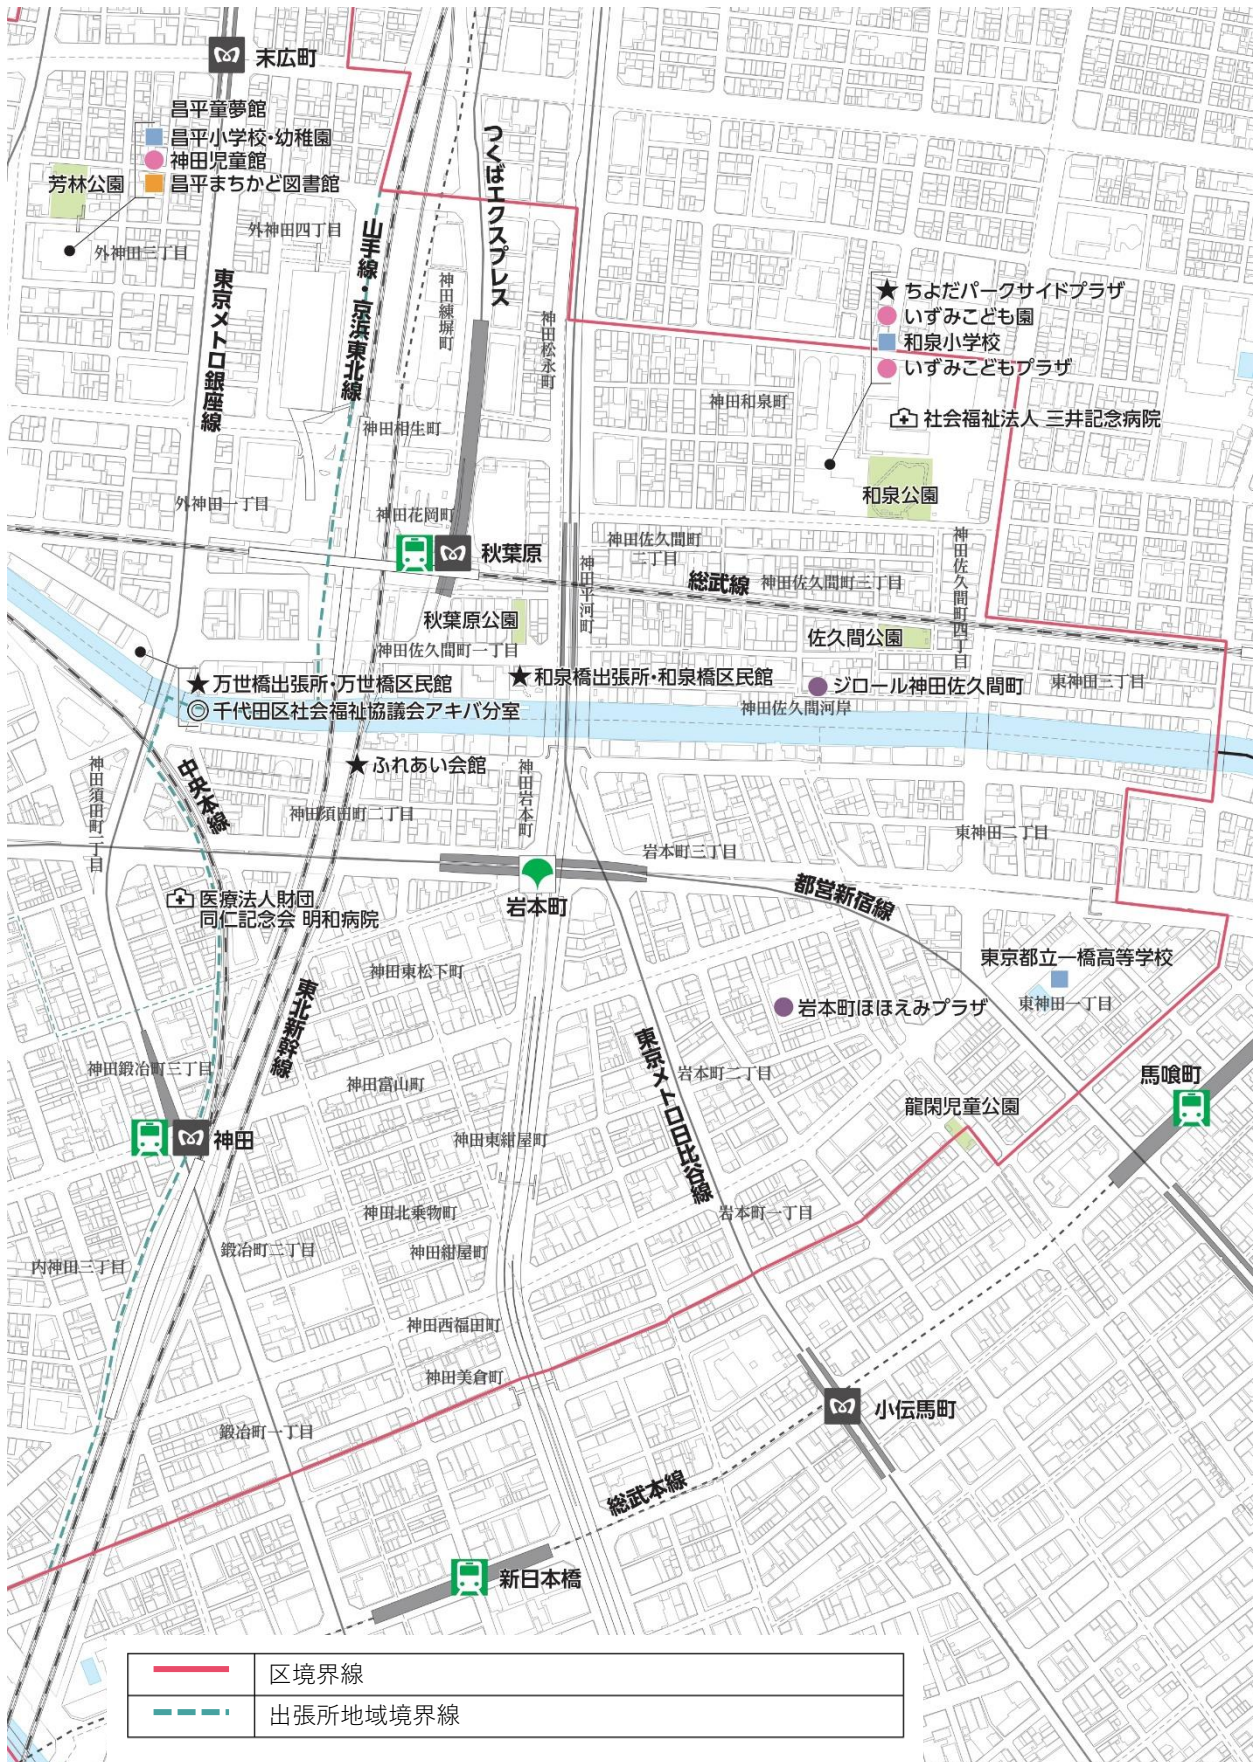 末広町
昌平童夢館
昌平小学校・幼稚園
神田児童館
昌平まちかど図書館
芳林公園
外神田四丁目
外神田三丁目
東京メトロ銀座線
山手線・京浜東北線
つくばエクスプレス
神田練塀町
神田松永町
ちよだパークサイドプラザ
いずみこども園
和泉小学校
いずみこどもプラザ
神田和泉町
社会福祉法人 三井記念病院
神田相生町
和泉公園
外神田一丁目
神田花岡町
秋葉原
神田佐久間町
二丁目
神田平河町
総武線
神田佐久間町三丁目
神田佐久間町四丁目
秋葉原公園
佐久間公園
神田佐久間町一丁目
万世橋出張所・万世橋区民館
千代田区社会福祉協議会アキバ分室
和泉橋出張所・和泉橋区民館
ジロール神田佐久間町
東神田三丁目
神田佐久間河岸
ふれあい会館
神田須田町一丁目
中央本線
神田須田町二丁目
神田岩本町
東神田二丁目
岩本町三丁目
都営新宿線
医療法人財団
同仁記念会 明和病院
岩本町
神田東松下町
東京都立一橋高等学校
東神田一丁目
岩本町ほほえみプラザ
東北新幹線
東京メトロ日比谷線
神田鍛冶町三丁目
神田富山町
岩本町二丁目
馬喰町
龍閑児童公園
神田
神田東紺屋町
神田北乗物町
岩本町一丁目
鍛冶町二丁目
神田紺屋町
内神田三丁目
神田西福田町
神田美倉町
小伝馬町
鍛冶町一丁目
総武本線
新日本橋
区境界線
出張所地域境界線